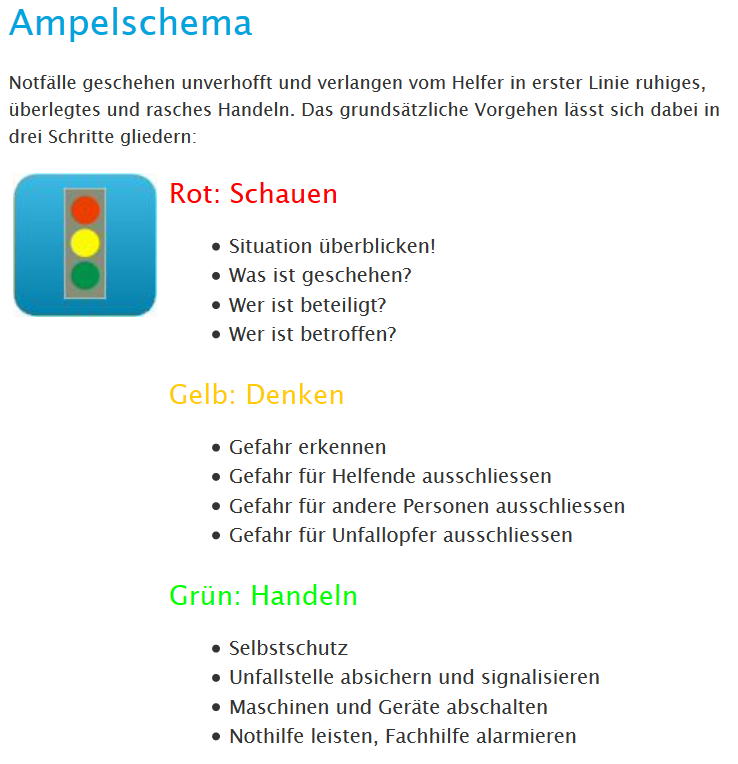 Ampelschema
Notfälle geschehen unverhofft und verlangen vom Helfer in erster Linie ruhiges,
überlegtes und rasches Handeln. Das grundsätzliche Vorgehen lässt sich dabei in
drei Schritte gliedern:
Rot: Schauen
• Situation überblicken!
• Was ist geschehen?
• Wer ist beteiligt?
• Wer ist betroffen?
Gelb: Denken
• Gefahr erkennen
• Gefahr für Helfende ausschliessen
• Gefahr für andere Personen ausschliessen
• Gefahr für Unfallopfer ausschliessen
Grün: Handeln
• Selbstschutz
• Unfallstelle absichern und signalisieren
• Maschinen und Geräte abschalten
• Nothilfe leisten, Fachhilfe alarmieren